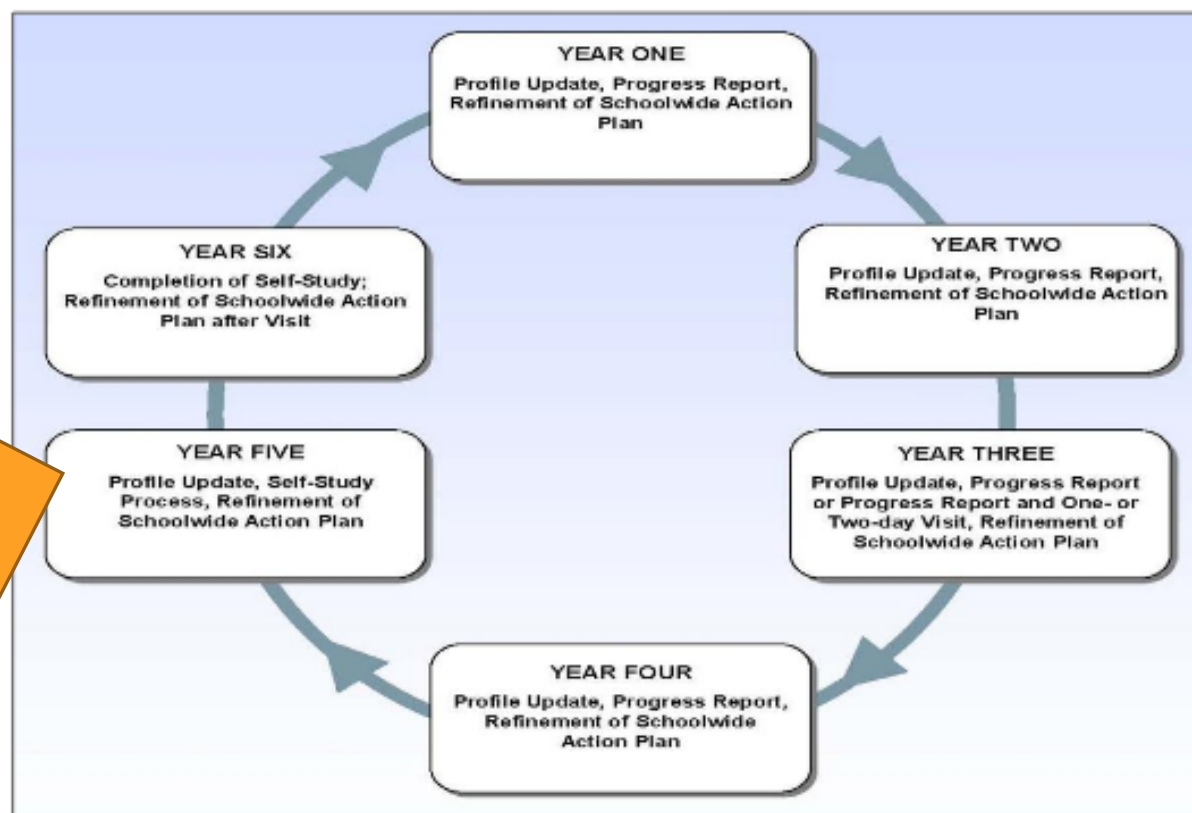 YEAR ONE
Profile Update, Progress Report,
Refinement of Schoolwide Action
Plan
YEAR TWO
Profile Update, Progress Report,
Refinement of Schoolwide Action
Plan
YEAR THREE
Profile Update, Progress Report
or Progress Report and One- or
Two-day Visit, Refinement of
Schoolwide Action Plan
YEAR FOUR
Profile Update, Progress Report,
Refinement of Schoolwide
Action Plan
YEAR FIVE
Profile Update, Self-Study
Process, Refinement of
Schoolwide Action Plan
YEAR SIX
Completion of Self-Study;
Refinement of Schoolwide Action
Plan after Visit